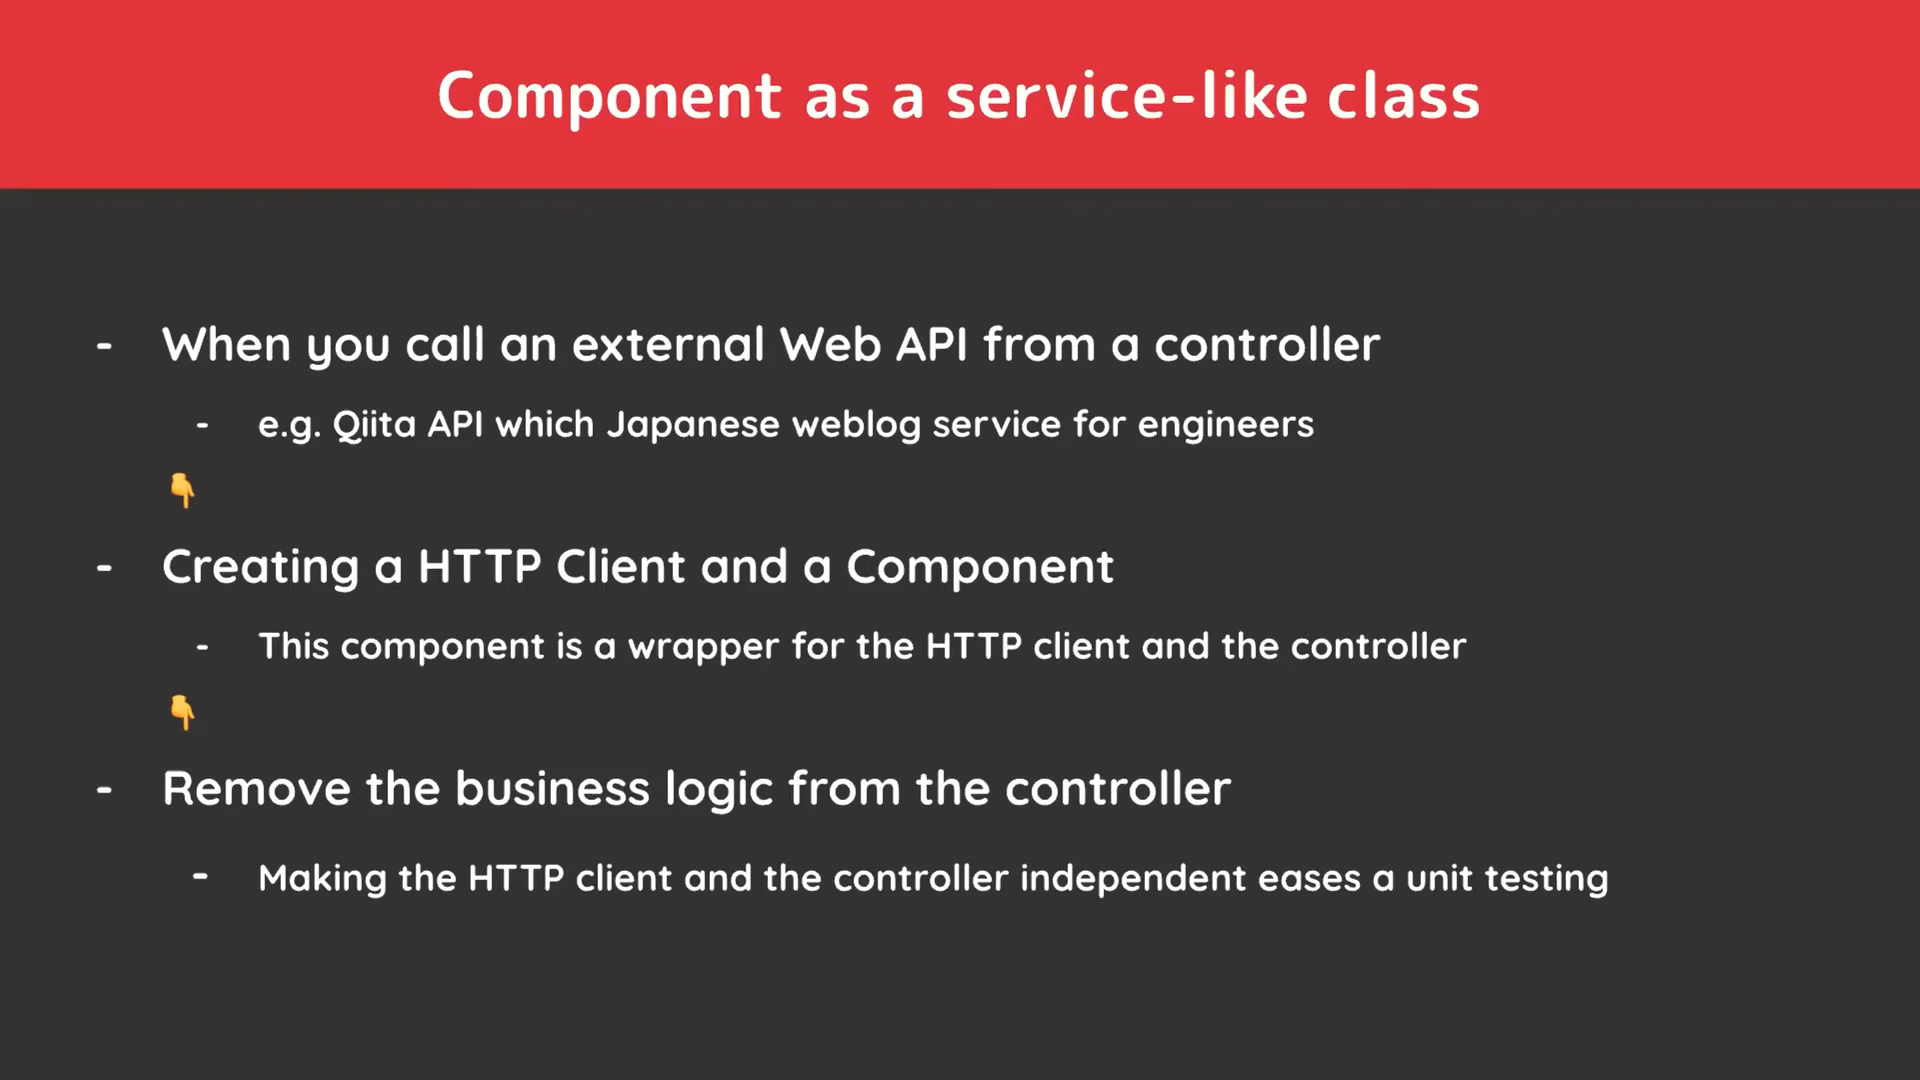 Component as a service-like class
- When you call an external Web API from a controller
- e.g. Qiita API which Japanese weblog service for engineers
👇
- Creating a HTTP Client and a Component
- This component is a wrapper for the HTTP client and the controller
👇
- Remove the business logic from the controller
- Making the HTTP client and the controller independent eases a unit testing